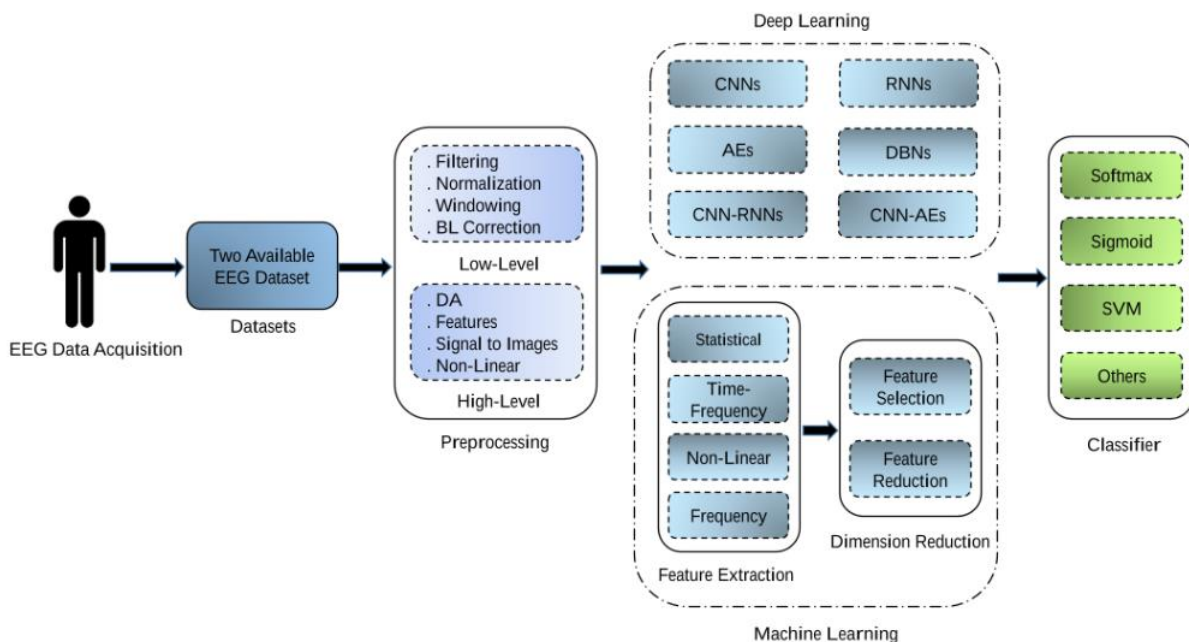 EEG Data Acquisition
Two Available
EEG Dataset
Datasets
. Filtering
. Normalization
. Windowing
. BL Correction
Low-Level
. DA
. Features
. Signal to Images
. Non-Linear
High-Level
Preprocessing
Deep Learning
CNNs
RNNs
AEs
DBNs
CNN-RNNs
CNN-AEs
Statistical
Time-
Frequency
Non-Linear
Frequency
Feature Extraction
Feature
Selection
Feature
Reduction
Dimension Reduction
Machine Learning
Softmax
Sigmoid
SVM
Others
Classifier